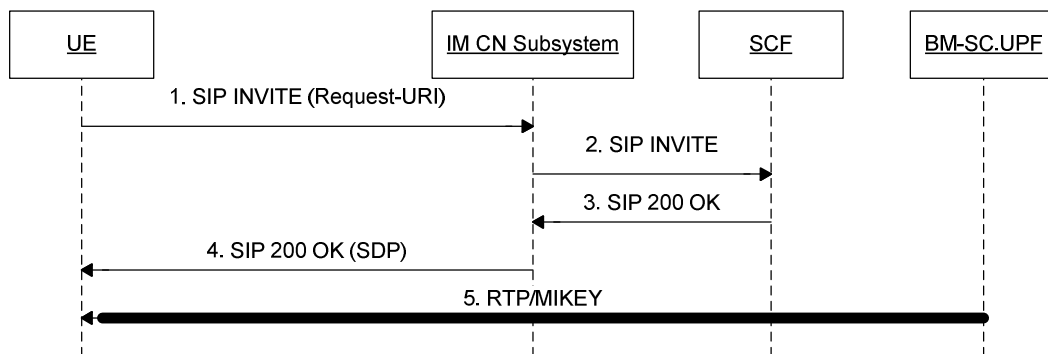 UE
IM CN Subsystem
SCF
BM-SC.UPF
1. SIP INVITE (Request-URI)
2. SIP INVITE
3. SIP 200 OK
4. SIP 200 OK (SDP)
5. RTP/MIKEY